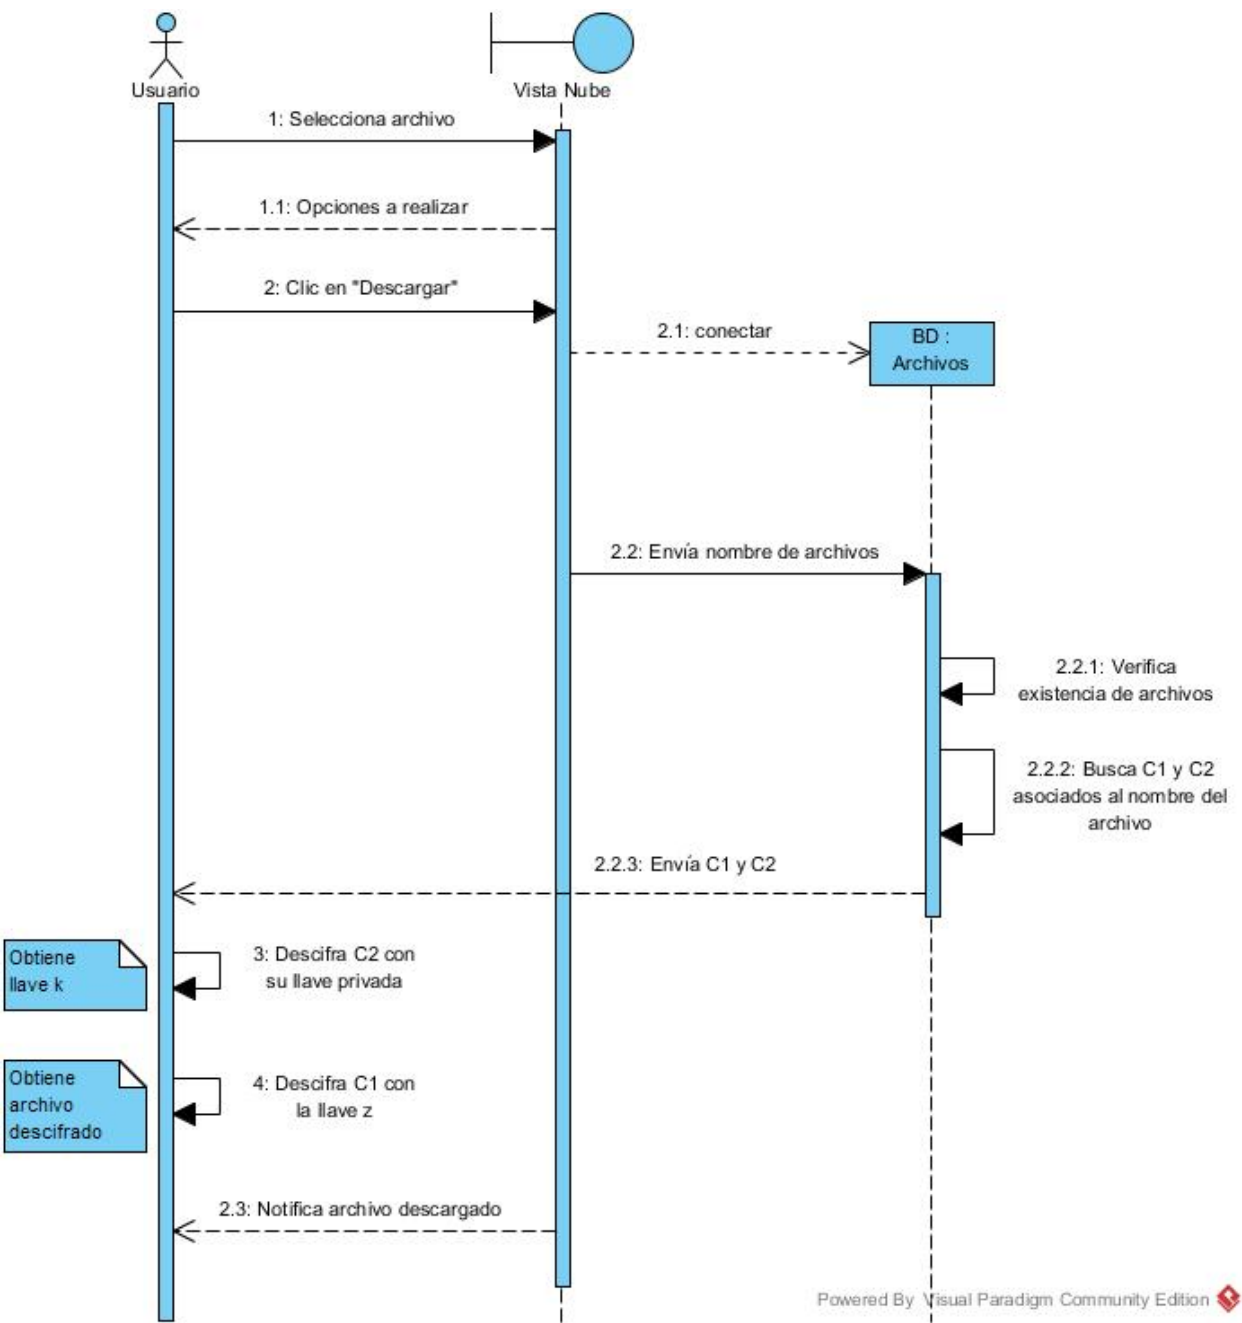 Usuario
Vista Nube
1: Selecciona archivo
1.1: Opciones a realizar
2: Clic en "Descargar"
2.1: conectar
BD :
Archivos
2.2: Envía nombre de archivos
2.2.1: Verifica
existencia de archivos
2.2.2: Busca C1 y C2
asociados al nombre del
archivo
2.2.3: Envía C1 y C2
Obtiene
llave k
3: Descifra C2 con
su llave privada
Obtiene
archivo
descifrado
4: Descifra C1 con
la llave z
2.3: Notifica archivo descargado
Powered By Visual Paradigm Community Edition